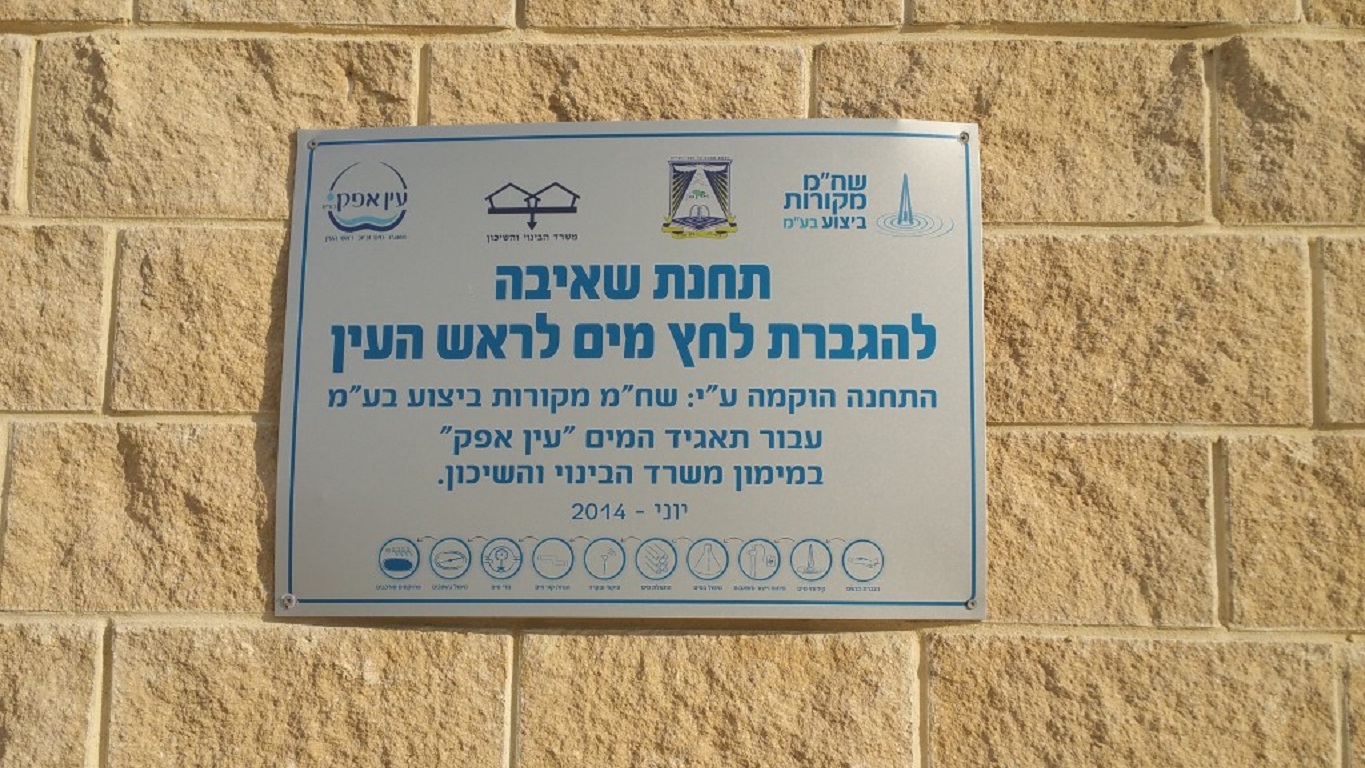 שח"מ
מקורות
ביצוע בע"מ
משרד הבינוי והשיכון
עין אפק
תחנת שאיבה
להגברת לחץ מים לראש העין
התחנה הוקמה ע"י: שח"מ מקורות ביצוע בע"מ
עבור תאגיד המים "עין אפק"
במימון משרד הבינוי והשיכון.
יוני - 2014